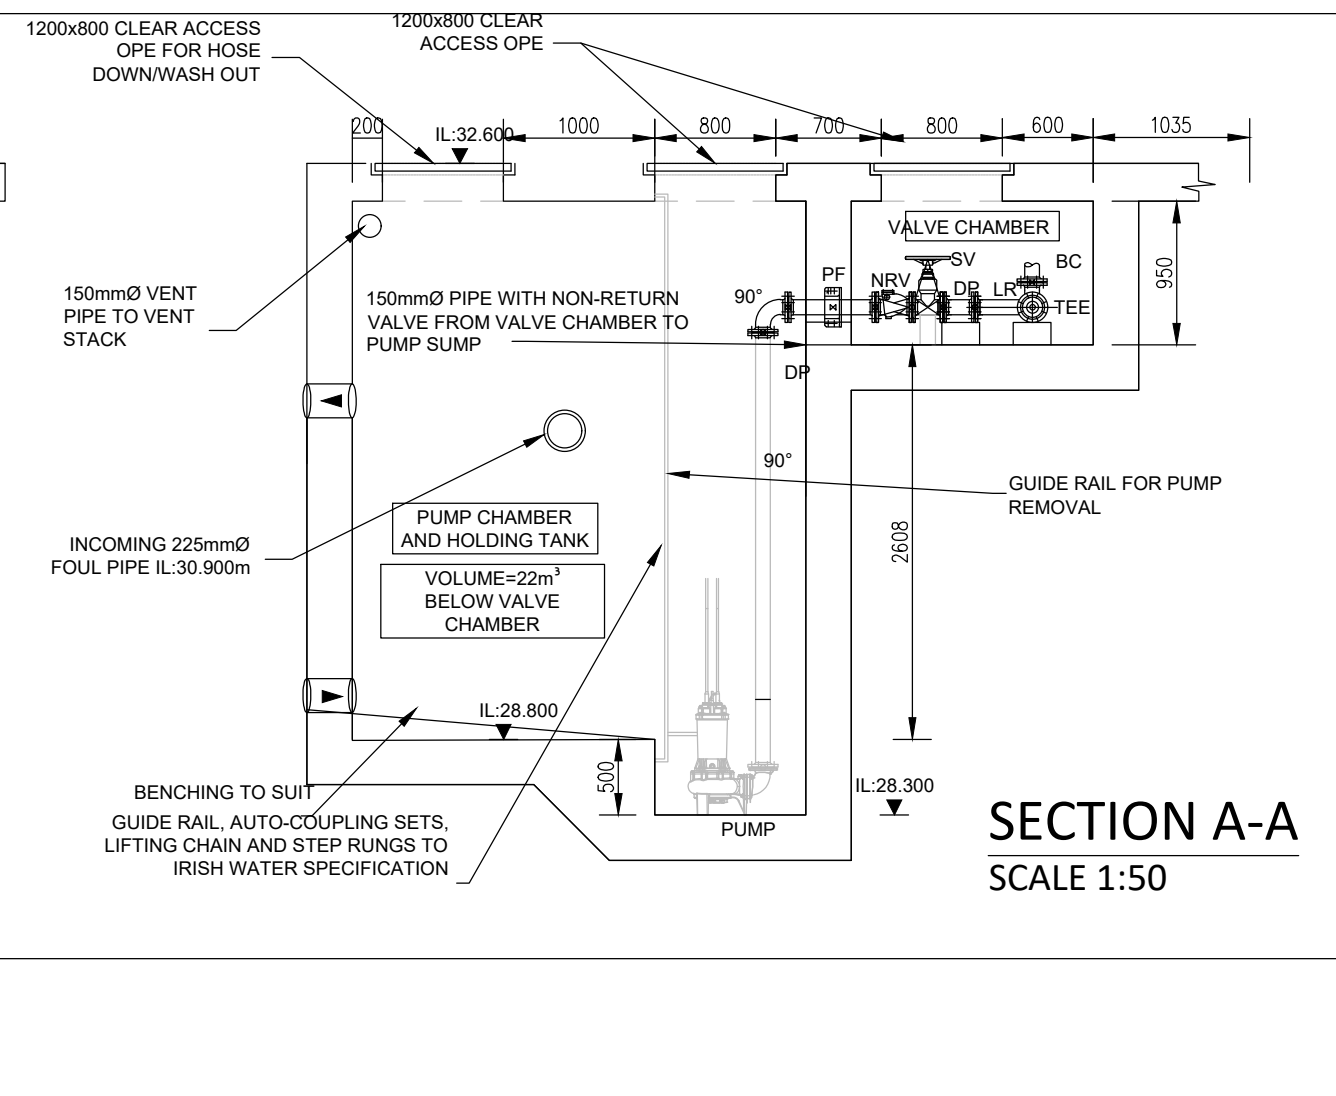 1200x800 CLEAR ACCESS
OPE FOR HOSE
DOWN/WASH OUT
1200x800 CLEAR
ACCESS OPE
200
IL:32.600
1000
800
700
800
600
1035
VALVE CHAMBER
950
150mmØ VENT
PIPE TO VENT
STACK
150mmØ PIPE WITH NON-RETURN
VALVE FROM VALVE CHAMBER TO
PUMP SUMP
90°
PF
NRV
SV
DP
LR
BC
TEE
DP
90°
GUIDE RAIL FOR PUMP
REMOVAL
2608
INCOMING 225mmØ
FOUL PIPE IL:30.900m
PUMP CHAMBER
AND HOLDING TANK
VOLUME=22m³
BELOW VALVE
CHAMBER
IL:28.800
500
IL:28.300
PUMP
BENCHING TO SUIT
GUIDE RAIL, AUTO-COUPLING SETS,
LIFTING CHAIN AND STEP RUNGS TO
IRISH WATER SPECIFICATION
SECTION A-A
SCALE 1:50